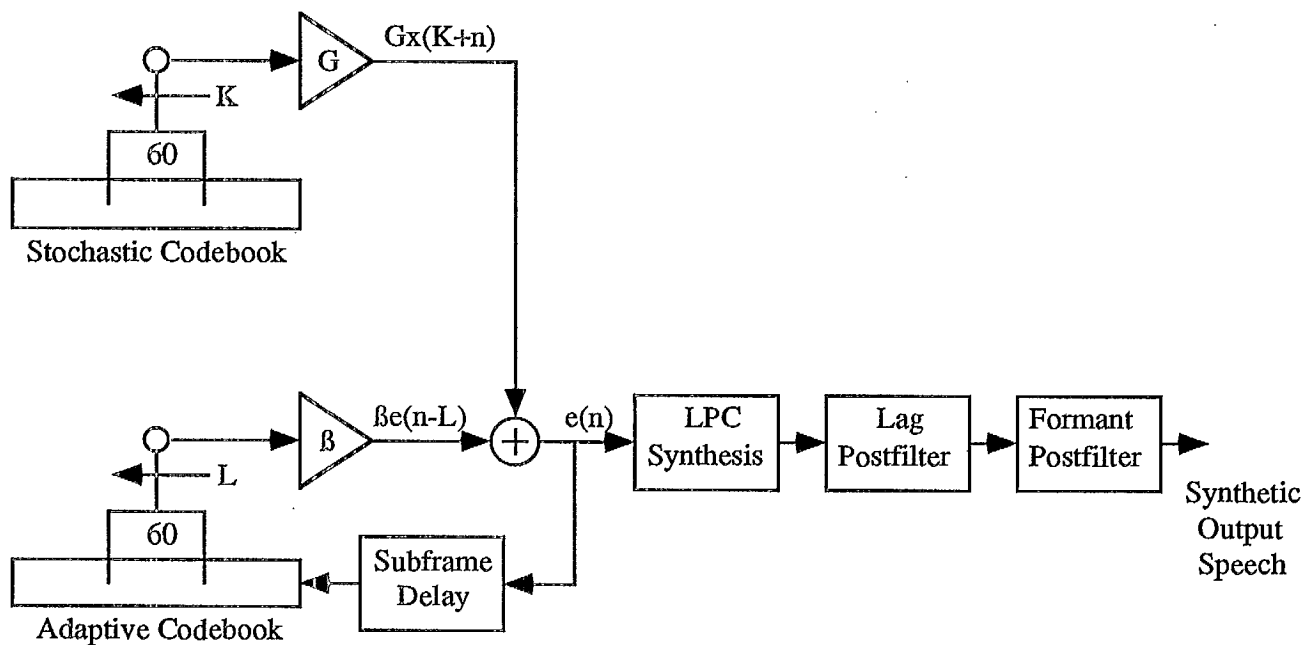 Gx(K+n)
G
K
60
Stochastic Codebook
ße(n-L)
e(n)
ß
+
LPC
Synthesis
Lag
Postfilter
Formant
Postfilter
L
60
Subframe
Delay
Adaptive Codebook
Synthetic
Output
Speech